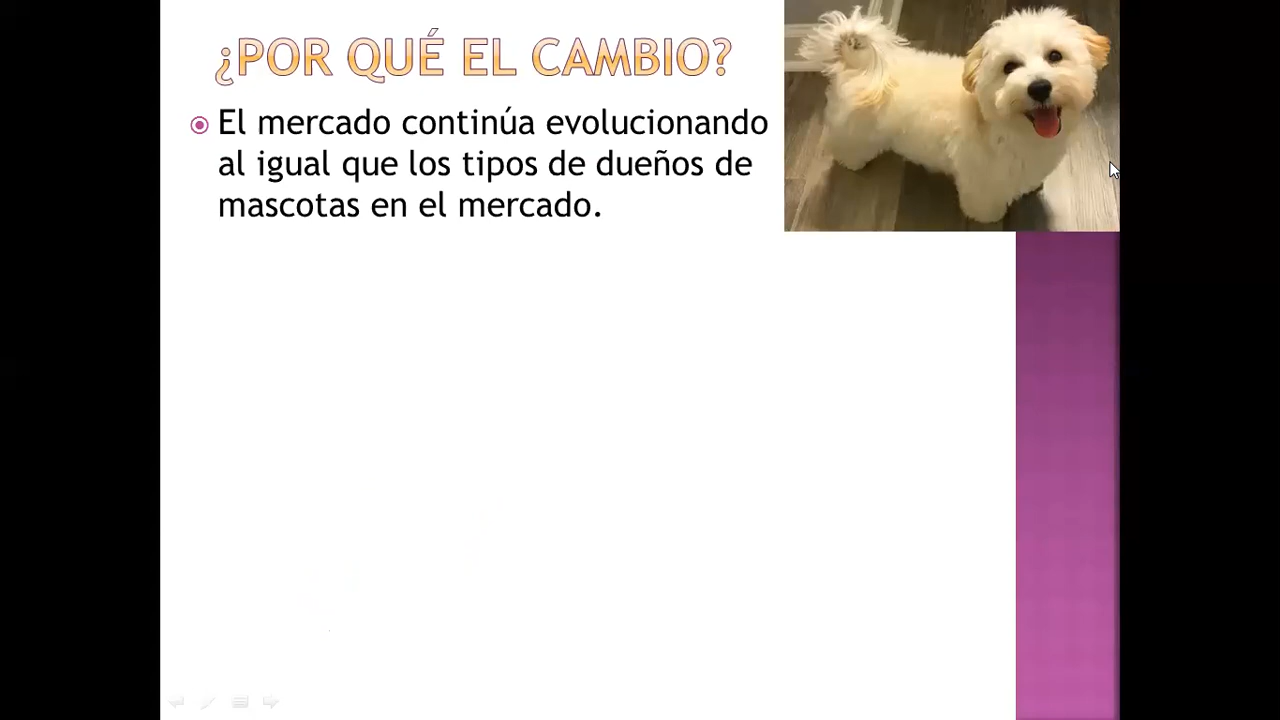 ¿POR QUÉ EL CAMBIO?
El mercado continúa evolucionando
al igual que los tipos de dueños de
mascotas en el mercado.